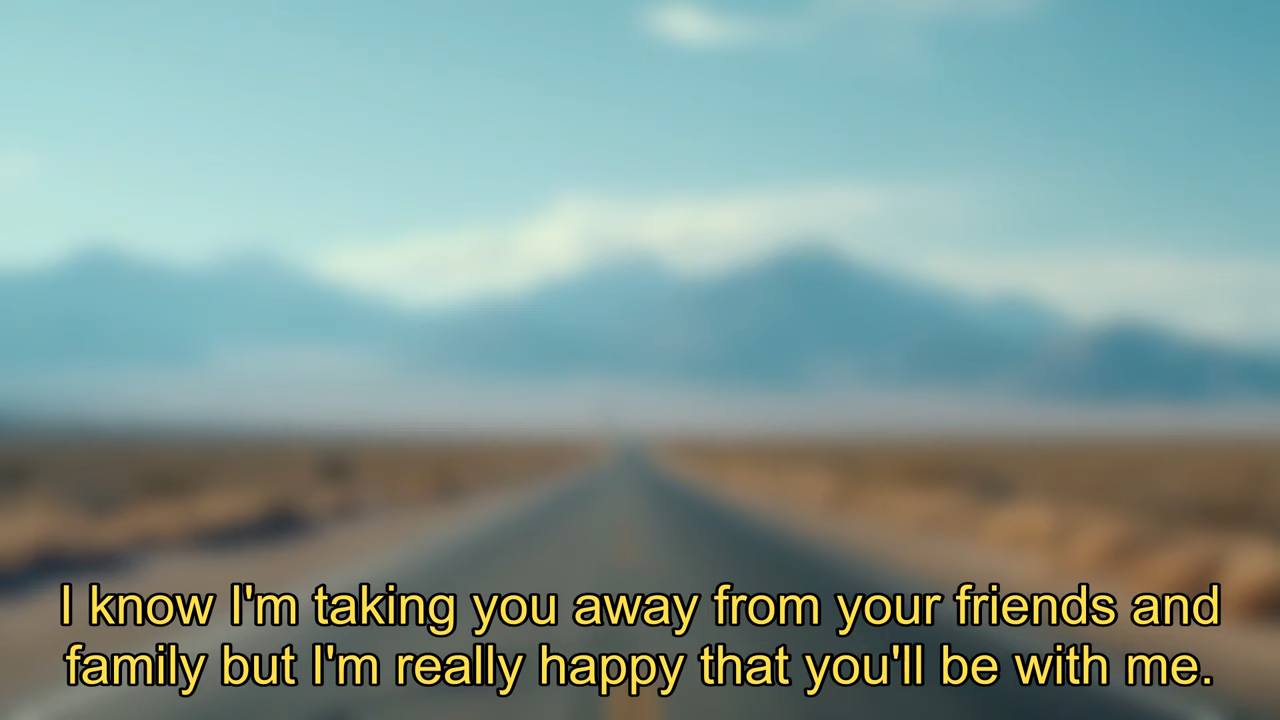 I know I'm taking you away from your friends and
family but I'm really happy that you'll be with me.